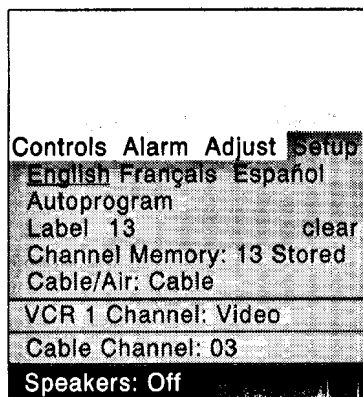 Controls Alarm Adjust Setup
English Français Español
Autoprogram
Label 13 clear
Channel Memory: 13 Stored
Cable/Air: Cable
VCR 1 Channel: Video
Cable Channel: 03
Speakers: Off